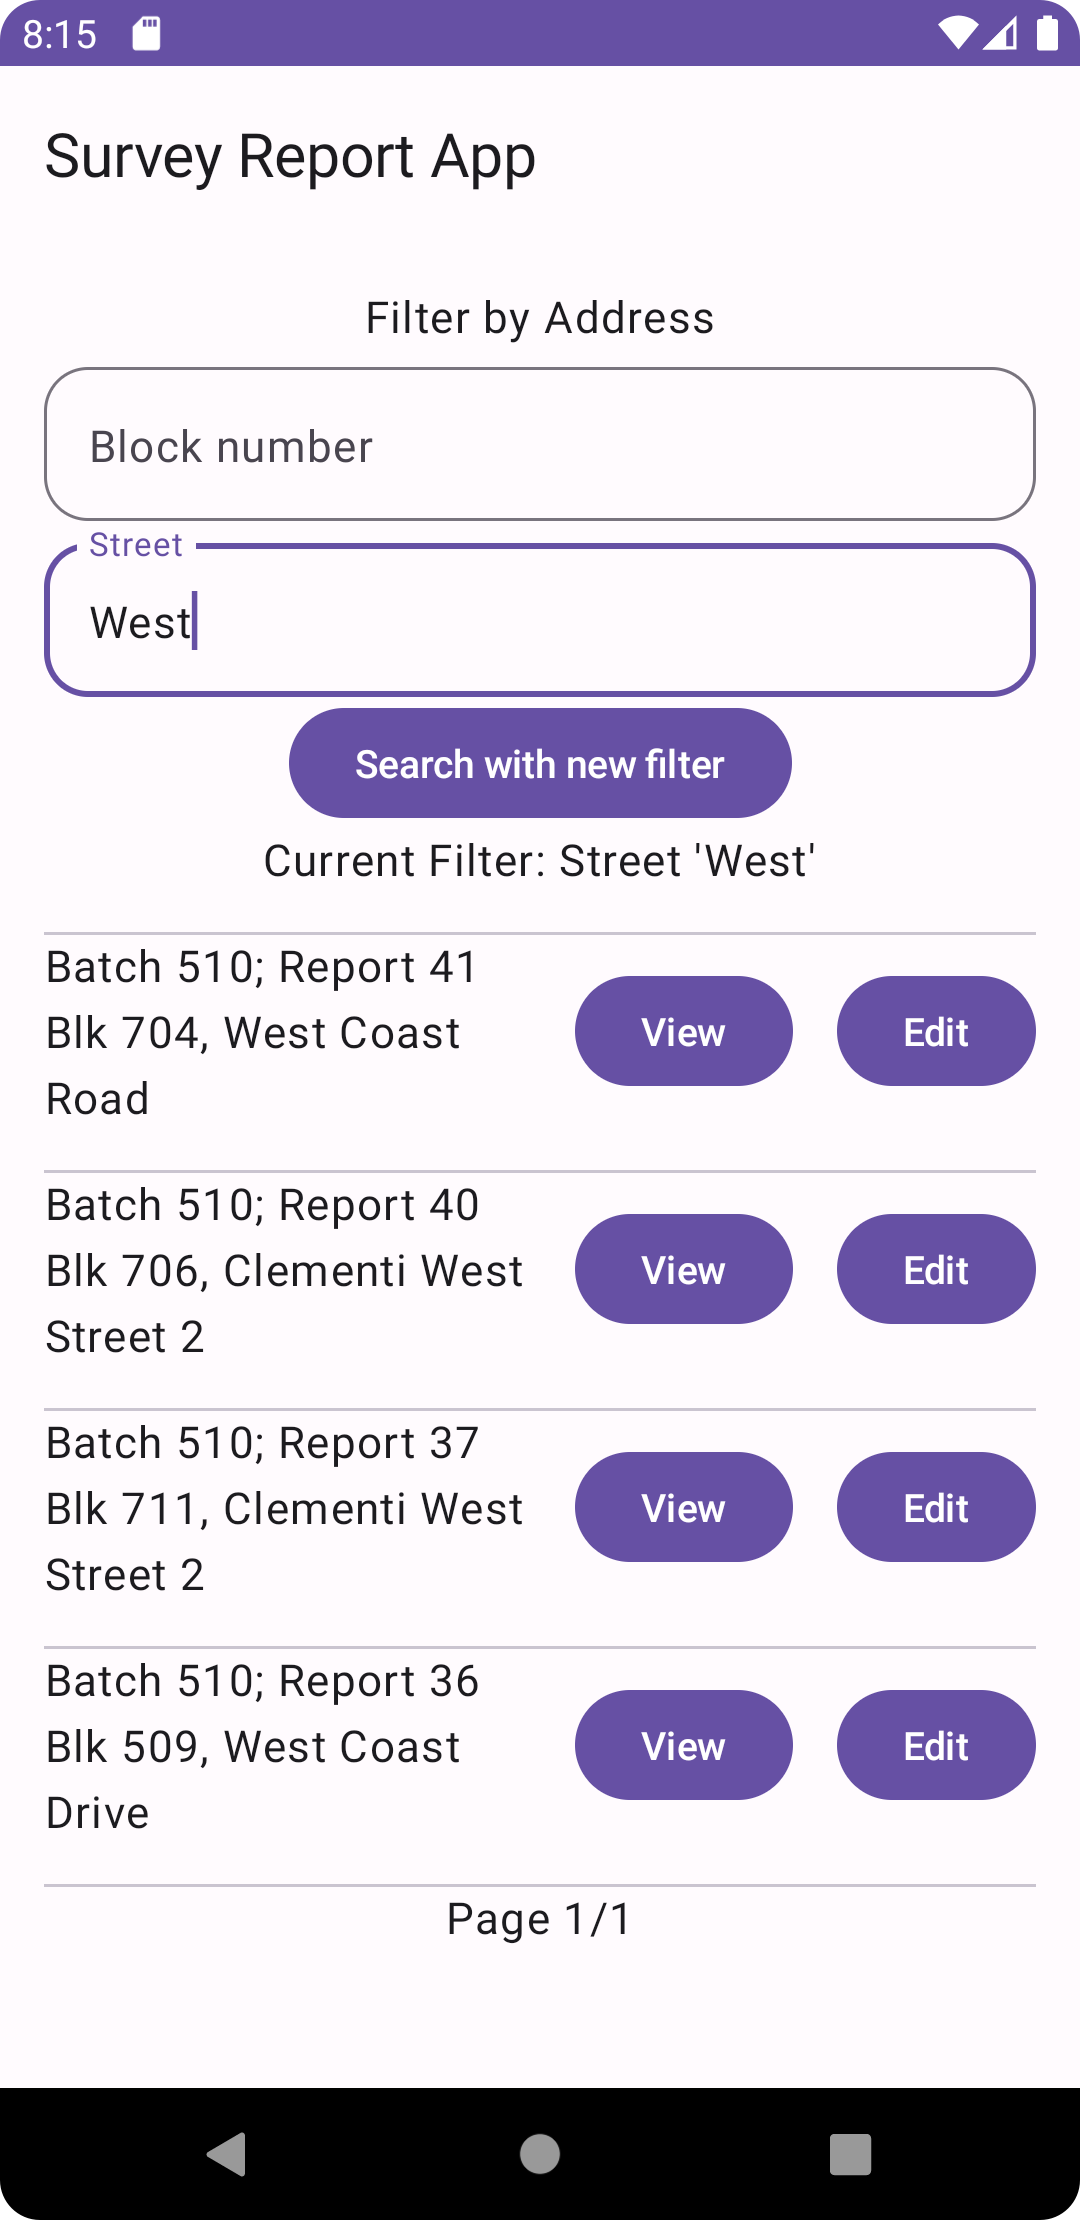 8:15
Survey Report App
Filter by Address
Block number
Street
West
Search with new filter
Current Filter: Street 'West'
Batch 510; Report 41
Blk 704, West Coast
Road
View
Edit
Batch 510; Report 40
Blk 706, Clementi West
Street 2
View
Edit
Batch 510; Report 37
Blk 711, Clementi West
Street 2
View
Edit
Batch 510; Report 36
Blk 509, West Coast
Drive
View
Edit
Page 1/1